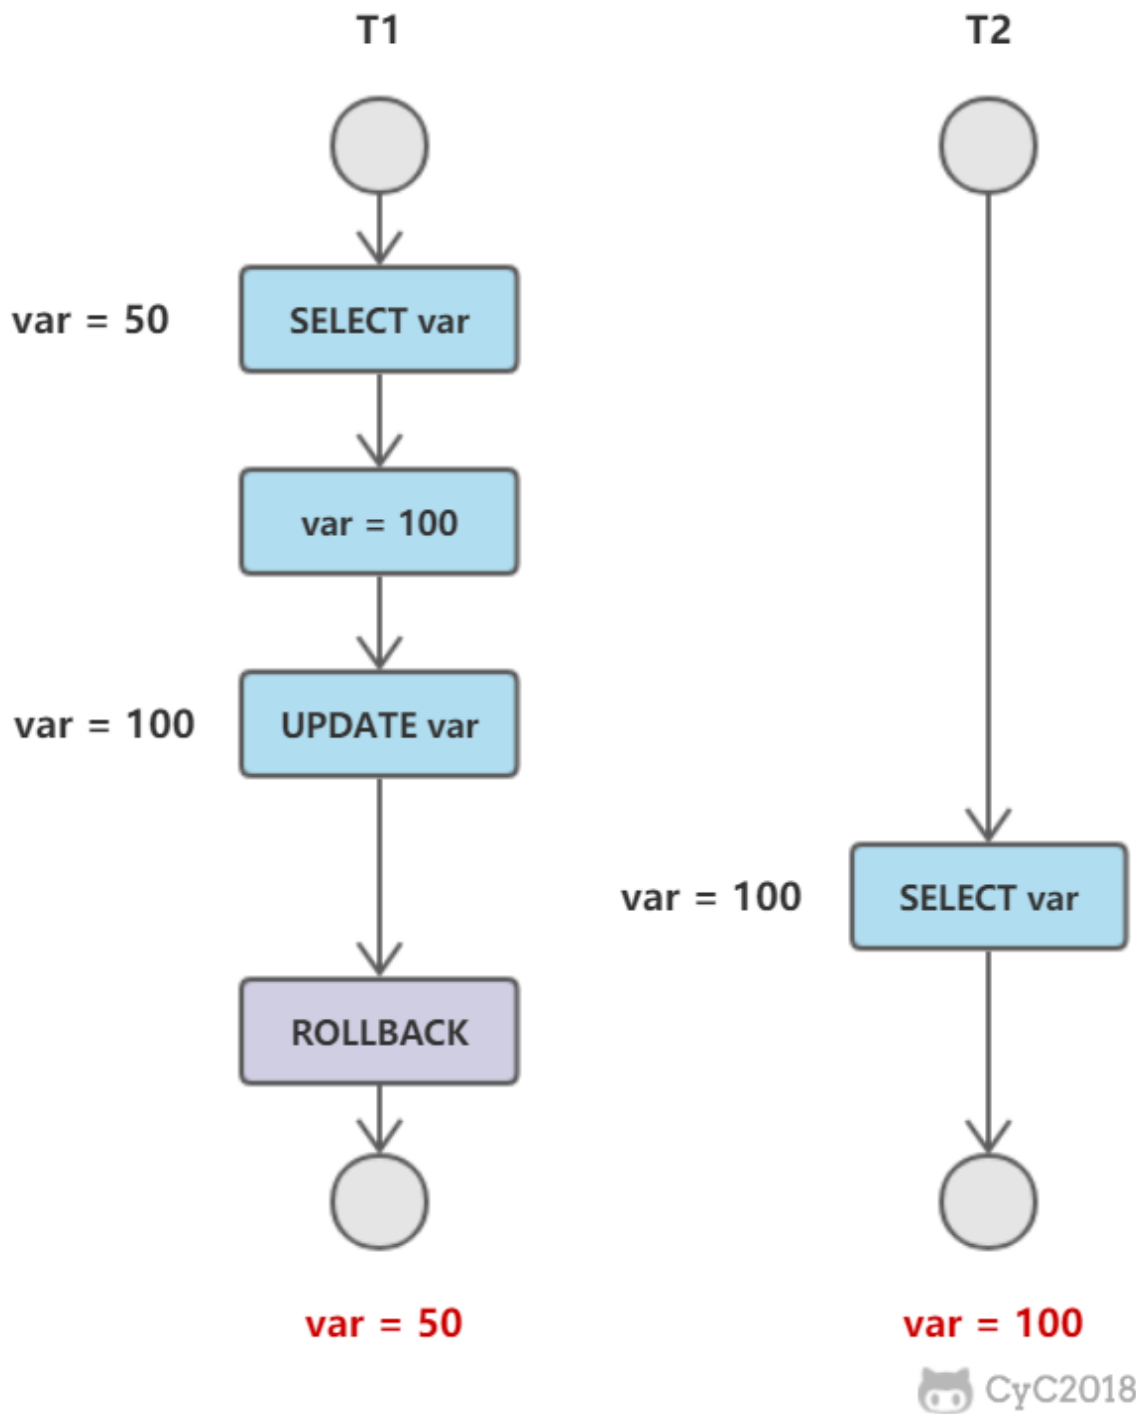 T1
T2
var = 50
SELECT var
var = 100
var = 100
UPDATE var
var = 100
SELECT var
ROLLBACK
var = 50
var = 100
CyC2018